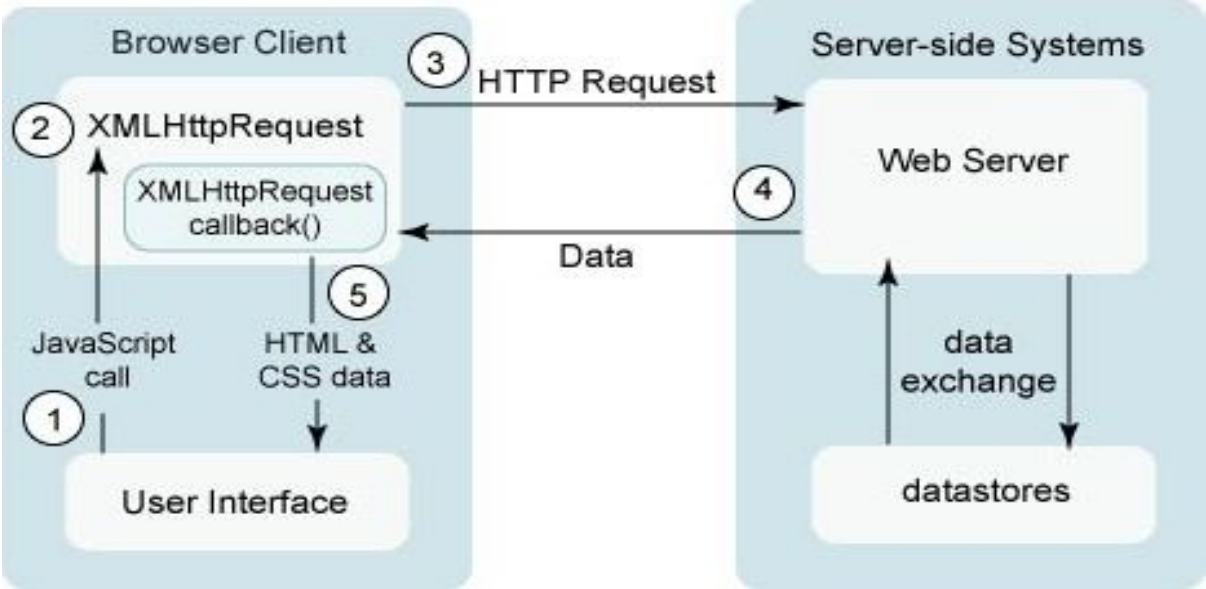 Browser Client
3
HTTP Request
2
XMLHttpRequest
XMLHttpRequest
callback()
4
Data
5
JavaScript
call
HTML &
CSS data
1
User Interface
Server-side Systems
Web Server
data
exchange
datastores